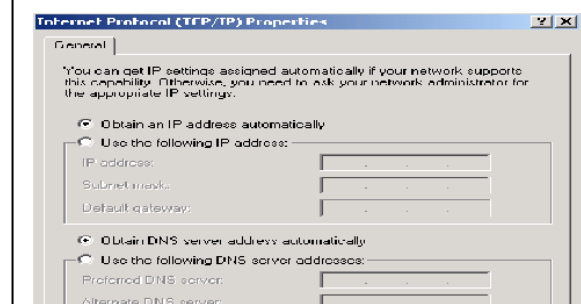 Internet Protocol (TCP/IP) Properties
General
You can get IP settings assigned automatically if your network supports
this capability. Otherwise, you need to ask your network administrator for
the appropriate IP settings.
Obtain an IP address automatically
Use the following IP address:
IP address:
Subnet mask:
Default gateway:
Obtain DNS server address automatically
Use the following DNS server addresses:
Preferred DNS server:
Alternate DNS server: